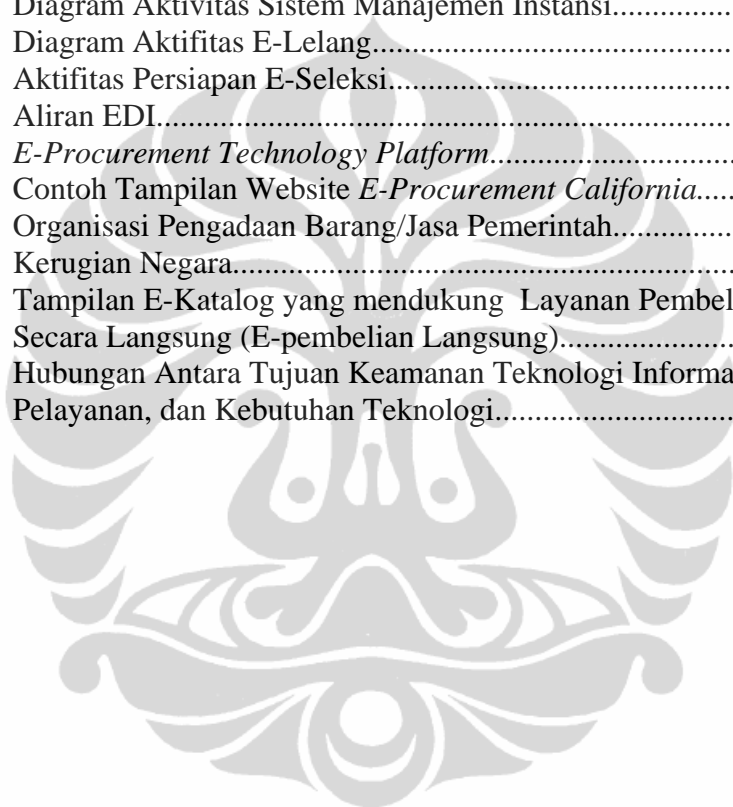 Diagram Aktivitas Sistem Manajemen Instansi...............
Diagram Aktifitas E-Lelang.............................................
Aktifitas Persiapan E-Seleksi...........................................
Aliran EDI........................................................................
E-Procurement Technology Platform...............................
Contoh Tampilan Website E-Procurement California.....
Organisasi Pengadaan Barang/Jasa Pemerintah...............
Kerugian Negara...............................................................
Tampilan E-Katalog yang mendukung Layanan Pembel
Secara Langsung (E-pembelian Langsung)......................
Hubungan Antara Tujuan Keamanan Teknologi Informa
Pelayanan, dan Kebutuhan Teknologi..............................